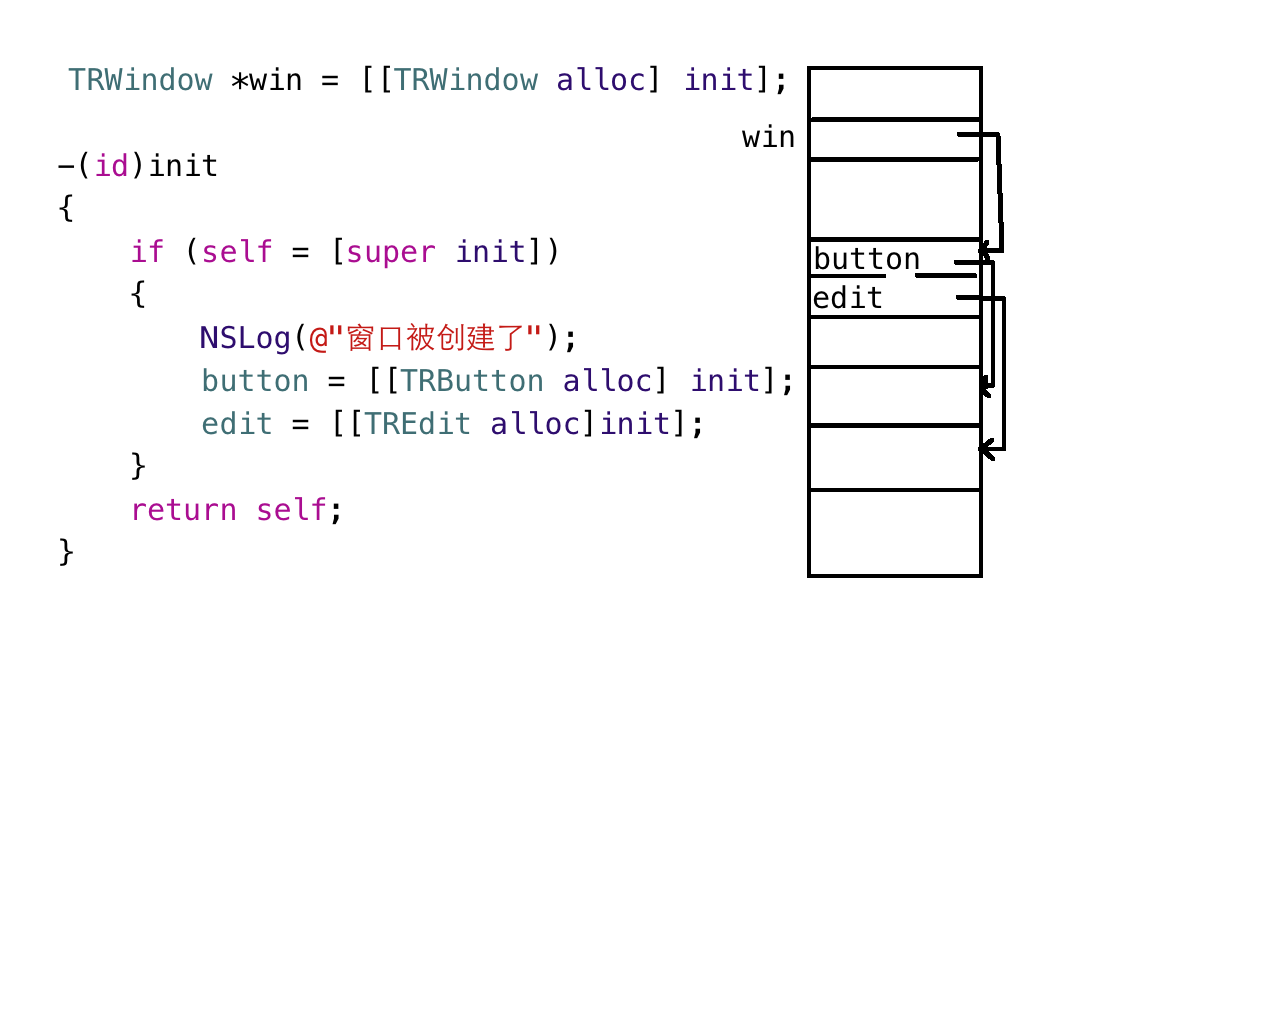 TRWindow *win = [[TRWindow alloc] init];
win
-(id)init
{
if (self = [super init])
{
NSLog(@"窗口被创建了");
button = [[TRButton alloc] init];
edit = [[TREdit alloc]init];
}
return self;
}
button
edit